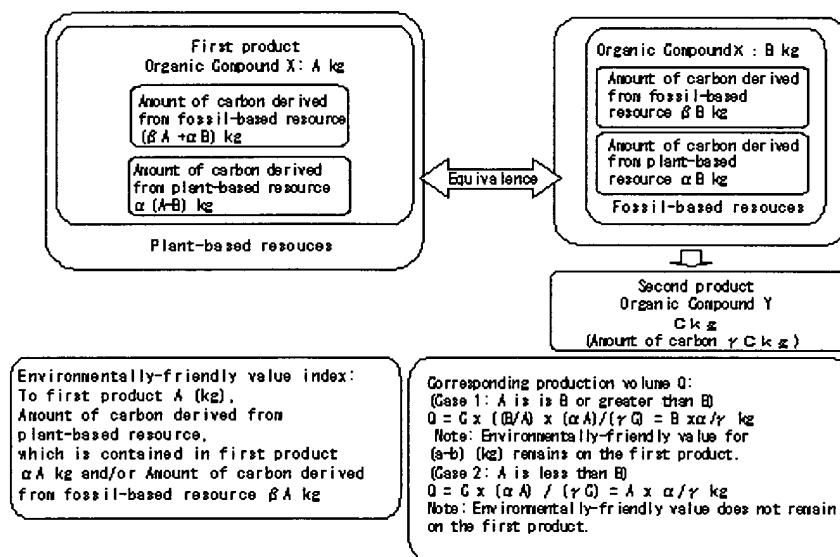 First product
Organic Compound X: A kg
Amount of carbon derived
from fossil-based resource
(βA +αB) kg
Amount of carbon derived
from plant-based resource
α (A-B) kg
Plant-based resouces
Equivalence
Organic Compound X : B kg
Amount of carbon derived
from fossil-based
resource βB kg
Amount of carbon derived
from plant-based
resource αB kg
Fossil-based resouces
Second product
Organic Compound Y
C k g
(Amount of carbon γ C k g)
Environmentally-friendly value index:
To first product A (kg),
Amount of carbon derived from
plant-based resource,
which is contained in first product
αA kg and/or Amount of carbon derived
from fossil-based resource βA kg
Corresponding production volume Q:
(Case 1: A is is B or greater than B)
Q = C x ((B/A) x (αA)/(γC) = B xα/γ kg
Note: Environmentally-friendly value for
(a-b) (kg) remains on the first product.
(Case 2: A is less than B)
Q = C x (αA) / (γC) = A x α/γ kg
Note: Environmentally-friendly value does not remain
on the first product.